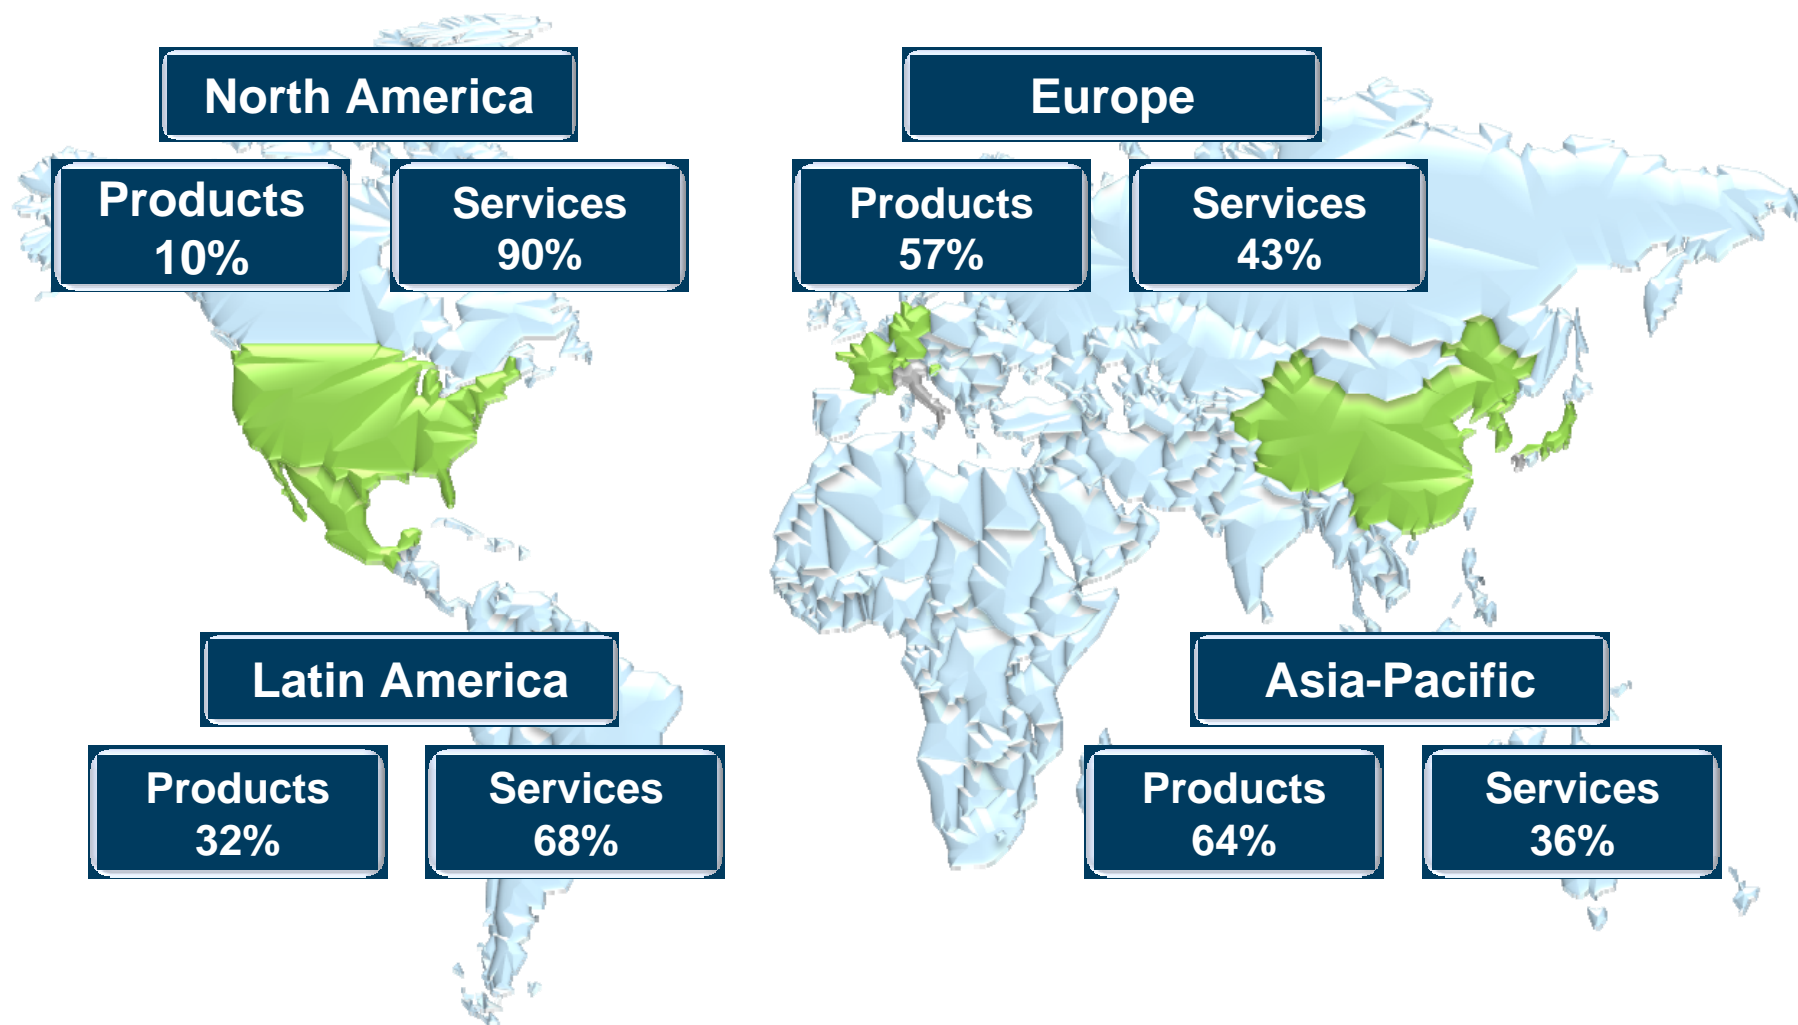 North America
Products
10%
Services
90%
Europe
Products
57%
Services
43%
Latin America
Products
32%
Services
68%
Asia-Pacific
Products
64%
Services
36%